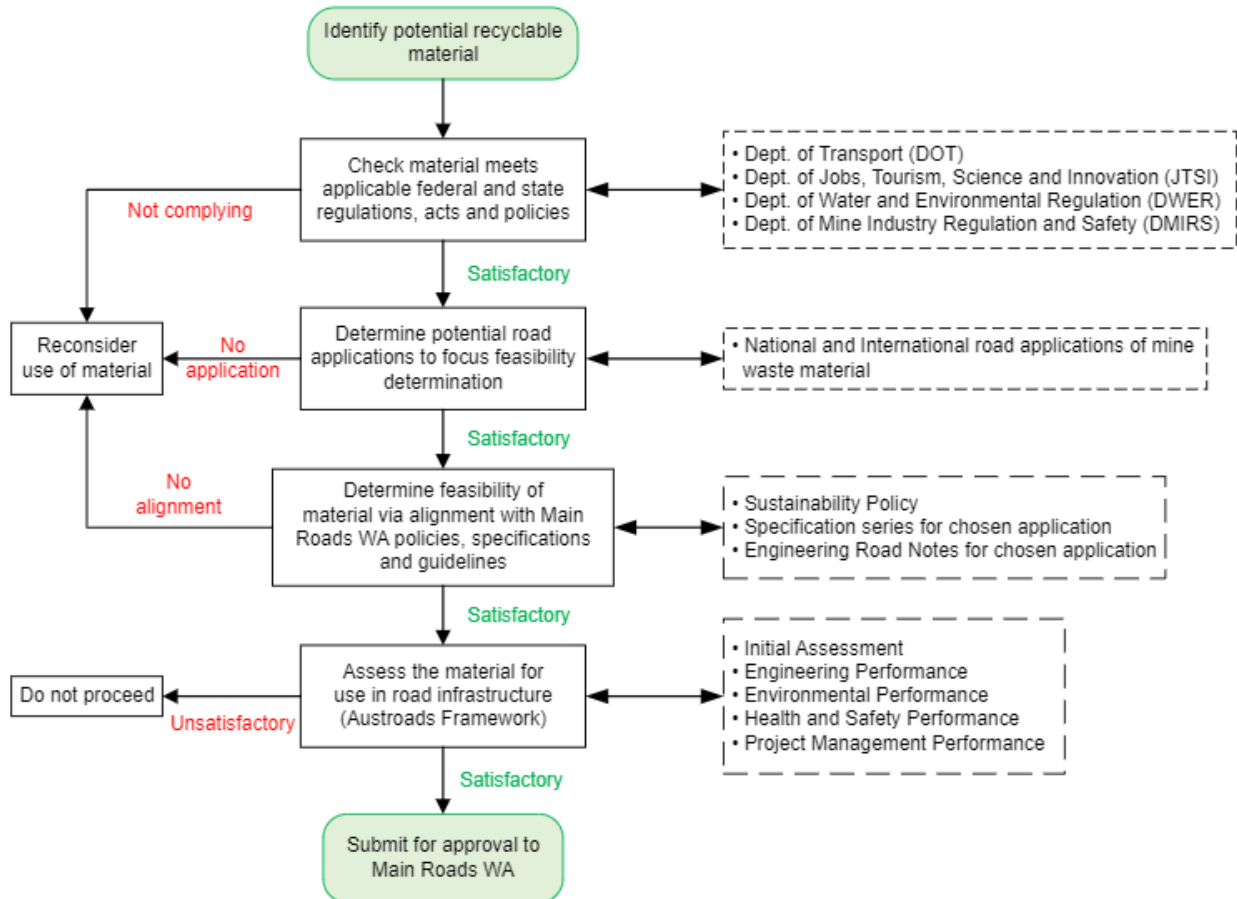 Identify potential recyclable
material
Check material meets
applicable federal and state
regulations, acts and policies
• Dept. of Transport (DOT)
• Dept. of Jobs, Tourism, Science and Innovation (JTSI)
• Dept. of Water and Environmental Regulation (DWER)
• Dept. of Mine Industry Regulation and Safety (DMIRS)
Not complying
Satisfactory
Reconsider
use of material
No
application
Determine potential road
applications to focus feasibility
determination
• National and International road applications of mine
waste material
Satisfactory
No
alignment
Determine feasibility of
material via alignment with Main
Roads WA policies, specifications
and guidelines
• Sustainability Policy
• Specification series for chosen application
• Engineering Road Notes for chosen application
Satisfactory
Do not proceed
Unsatisfactory
Assess the material for
use in road infrastructure
(Austroads Framework)
• Initial Assessment
• Engineering Performance
• Environmental Performance
• Health and Safety Performance
• Project Management Performance
Satisfactory
Submit for approval to
Main Roads WA